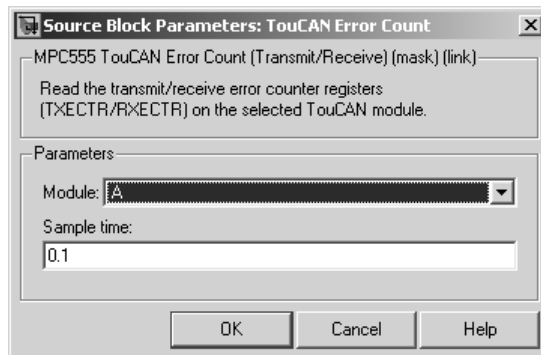 Source Block Parameters: TouCAN Error Count
MPC555 TouCAN Error Count (Transmit/Receive) (mask) (link)
Read the transmit/receive error counter registers
(TXECTR/RXECTR) on the selected TouCAN module.
Parameters
Module: A
Sample time:
0.1
OK Cancel Help